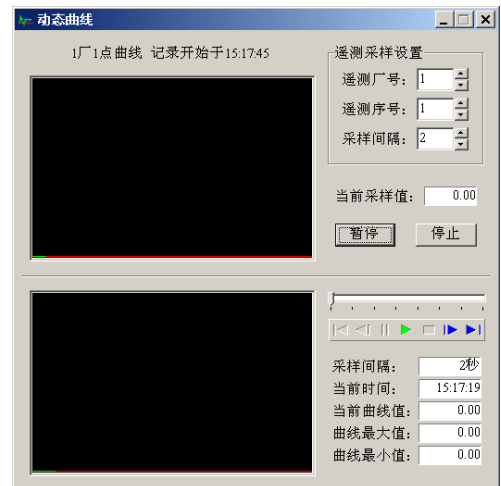 动态曲线
1厂1点曲线 记录开始于15:17:45
遥测采样设置
遥测厂号: 1
遥测序号: 1
采样间隔: 2
当前采样值: 0.00
暂停 停止
采样间隔: 2秒
当前时间: 15:17:19
当前曲线值: 0.00
曲线最大值: 0.00
曲线最小值: 0.00